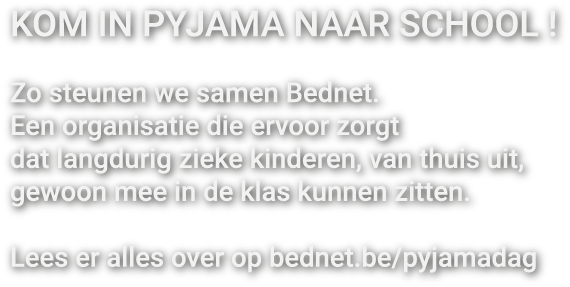 KOM IN PYJAMA NAAR SCHOOL !
Zo steunen we samen Bednet.
Een organisatie die ervoor zorgt
dat langdurig zieke kinderen, van thuis uit,
gewoon mee in de klas kunnen zitten.
Lees er alles over op bednet.be/pyjamadag